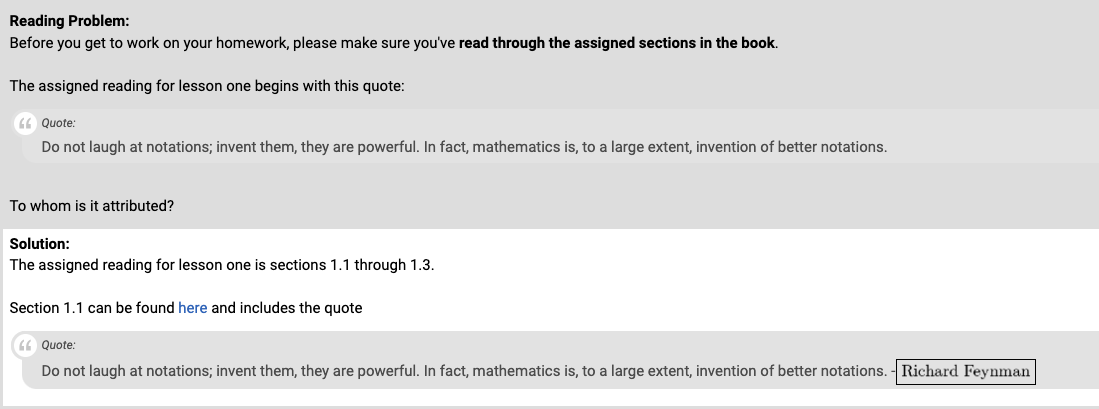 Reading Problem:
Before you get to work on your homework, please make sure you've read through the assigned sections in the book.
The assigned reading for lesson one begins with this quote:
“ Quote:
Do not laugh at notations; invent them, they are powerful. In fact, mathematics is, to a large extent, invention of better notations.
To whom is it attributed?
Solution:
The assigned reading for lesson one is sections 1.1 through 1.3.
Section 1.1 can be found here and includes the quote
“ Quote:
Do not laugh at notations; invent them, they are powerful. In fact, mathematics is, to a large extent, invention of better notations. - Richard Feynman